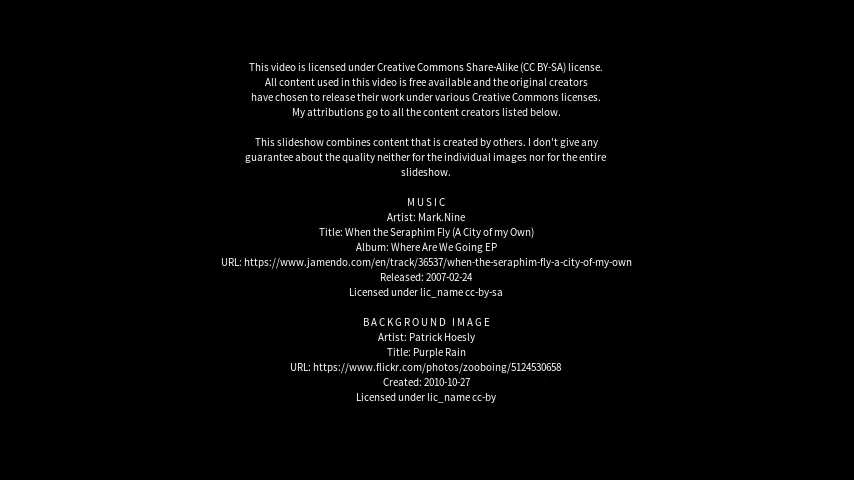 This video is licensed under Creative Commons Share-Alike (CC BY-SA) license.
All content used in this video is free available and the original creators
have chosen to release their work under various Creative Commons licenses.
My attributions go to all the content creators listed below.
This slideshow combines content that is created by others. I don't give any
guarantee about the quality neither for the individual images nor for the entire
slideshow.
MUSIC
Artist: Mark.Nine
Title: When the Seraphim Fly (A City of my Own)
Album: Where Are We Going EP
URL: https://www.jamendo.com/en/track/36537/when-the-seraphim-fly-a-city-of-my-own
Released: 2007-02-24
Licensed under lic_name cc-by-sa
BACKGROUND IMAGE
Artist: Patrick Hoesly
Title: Purple Rain
URL: https://www.flickr.com/photos/zooboing/5124530658
Created: 2010-10-27
Licensed under lic_name cc-by